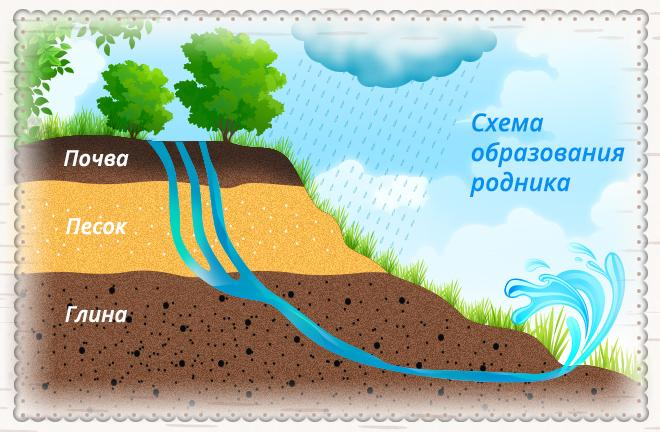 Схема
образования
родника
Почва
Песок
Глина